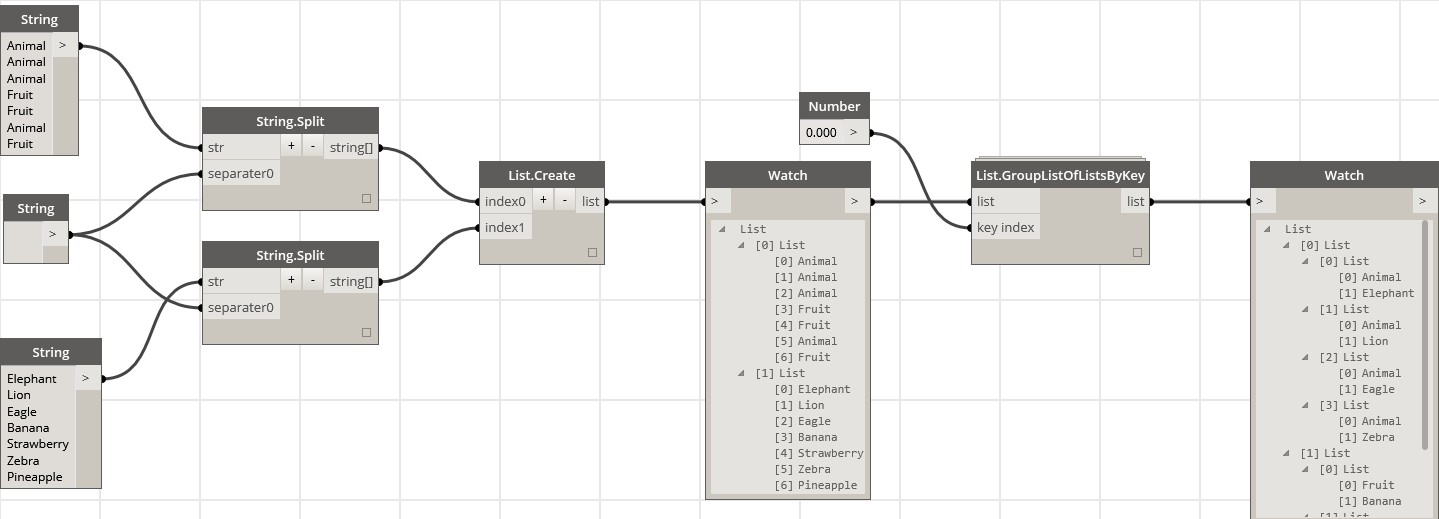 String
Animal >
Animal
Animal
Fruit
Fruit
Animal
Fruit
String
>
String
Elephant >
Lion
Eagle
Banana
Strawberry
Zebra
Pineapple
String.Split
str + - string[]
separater0
String.Split
str + - string[]
separater0
List.Create
index0 + - list
index1
Watch
> >
List
[0] List
[0] Animal
[1] Animal
[2] Animal
[3] Fruit
[4] Fruit
[5] Animal
[6] Fruit
[1] List
[0] Elephant
[1] Lion
[2] Eagle
[3] Banana
[4] Strawberry
[5] Zebra
[6] Pineapple
Number
0.000 >
List.GroupListOfListsByKey
list list
key index
Watch
> >
List
[0] List
[0] List
[0] Animal
[1] Elephant
[1] List
[0] Animal
[1] Lion
[2] List
[0] Animal
[1] Eagle
[3] List
[0] Animal
[1] Zebra
[1] List
[0] List
[0] Fruit
[1] Banana
[1] List